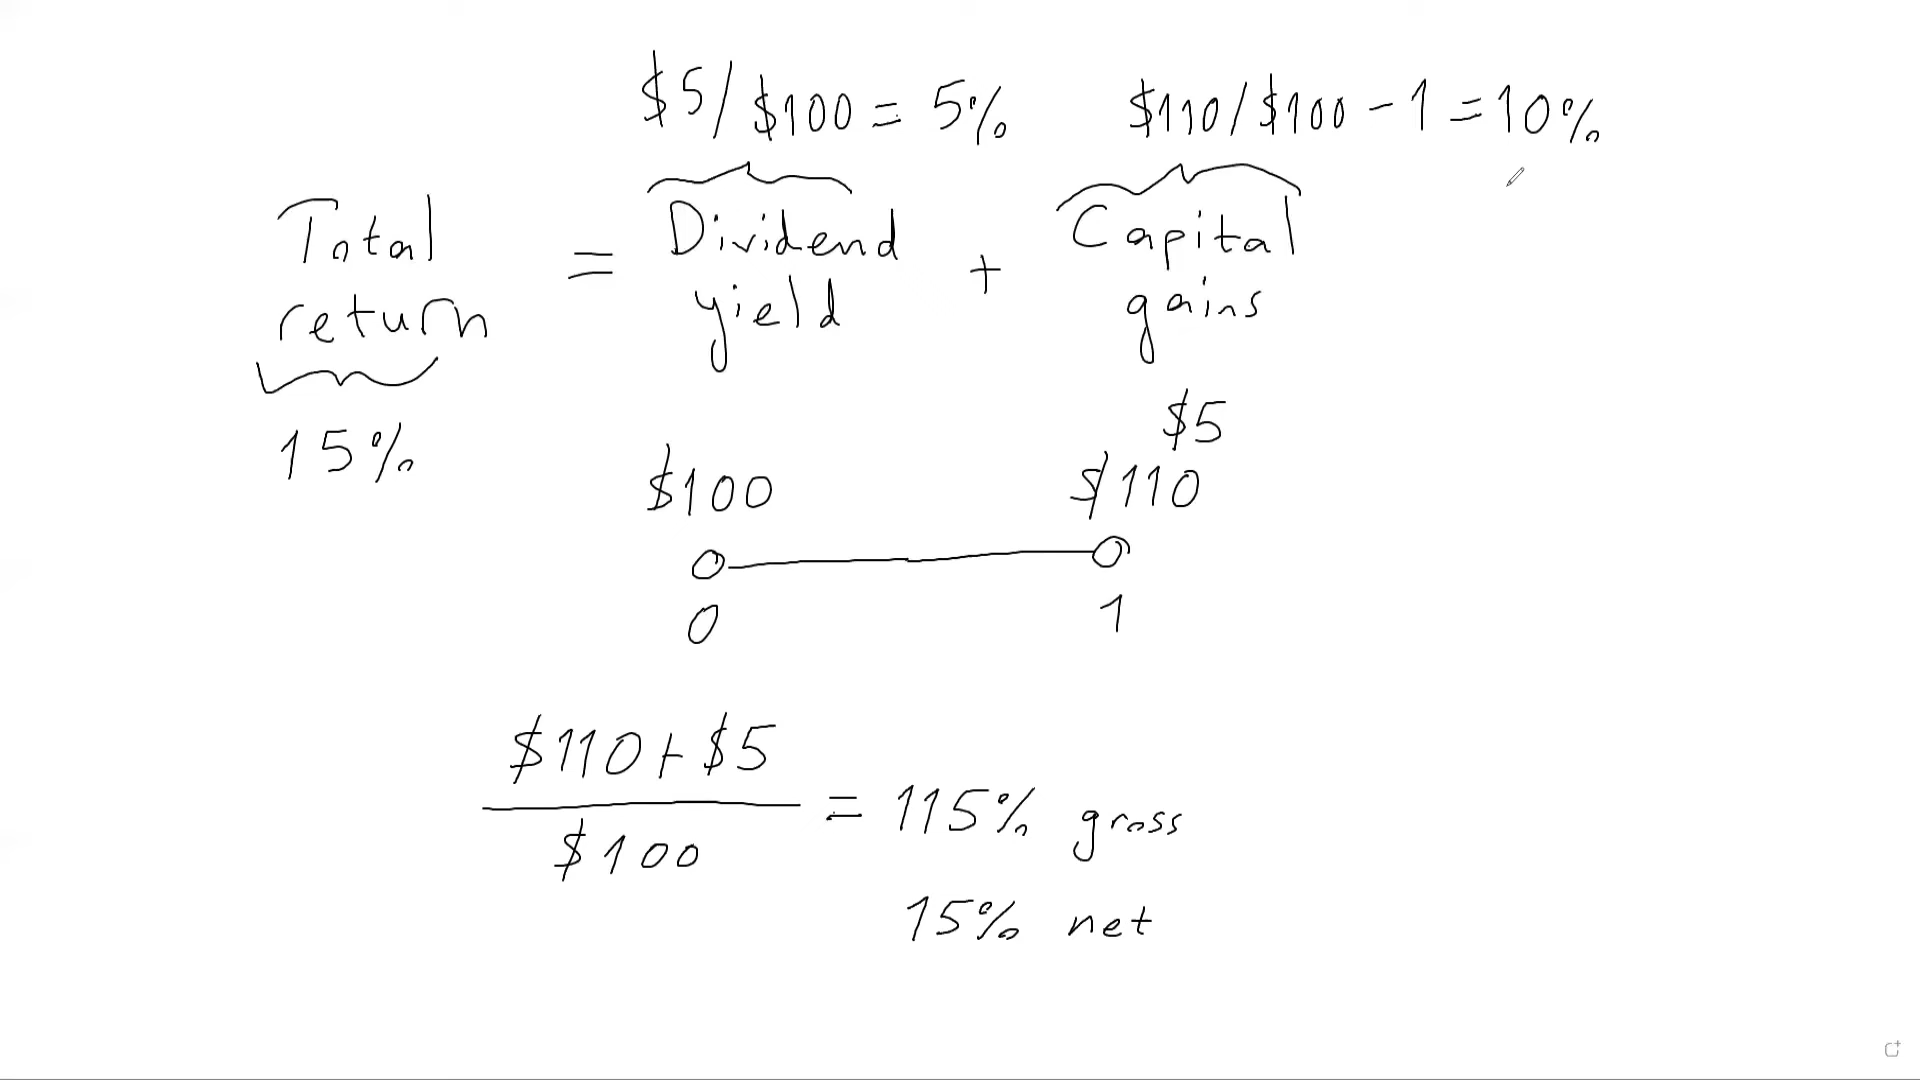 $5/$100 = 5%
$110/$100 - 1 = 10%
Total return = Dividend yield + Capital gains
15%
$5
$100 $110
0 1
$110 + $5
$100
= 115% gross
15% net